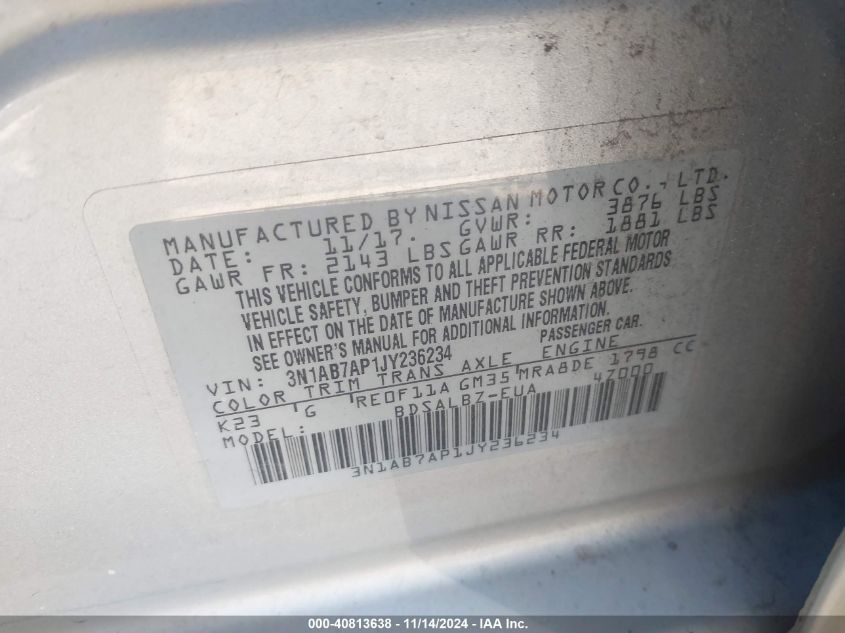 MANUFACTURED BY NISSAN MOTOR CO., LTD.
DATE: 11/17. GVWR: 3876 LBS
GAWR FR: 2143 LBS GAWR RR: 1881 LBS
THIS VEHICLE CONFORMS TO ALL APPLICABLE FEDERAL MOTOR
VEHICLE SAFETY, BUMPER AND THEFT PREVENTION STANDARDS
IN EFFECT ON THE DATE OF MANUFACTURE SHOWN ABOVE.
SEE OWNER'S MANUAL FOR ADDITIONAL INFORMATION.
VIN: 3N1AB7AP1JY236234 PASSENGER CAR.
COLOR TRIM TRANS AXLE ENGINE
K23 G RE0F11A GM35 MRA8DE 1798 CC
MODEL: BDSALBZ-EUA 47000
3N1AB7AP1JY236234
000-40813638 - 11/14/2024 - IAA Inc.